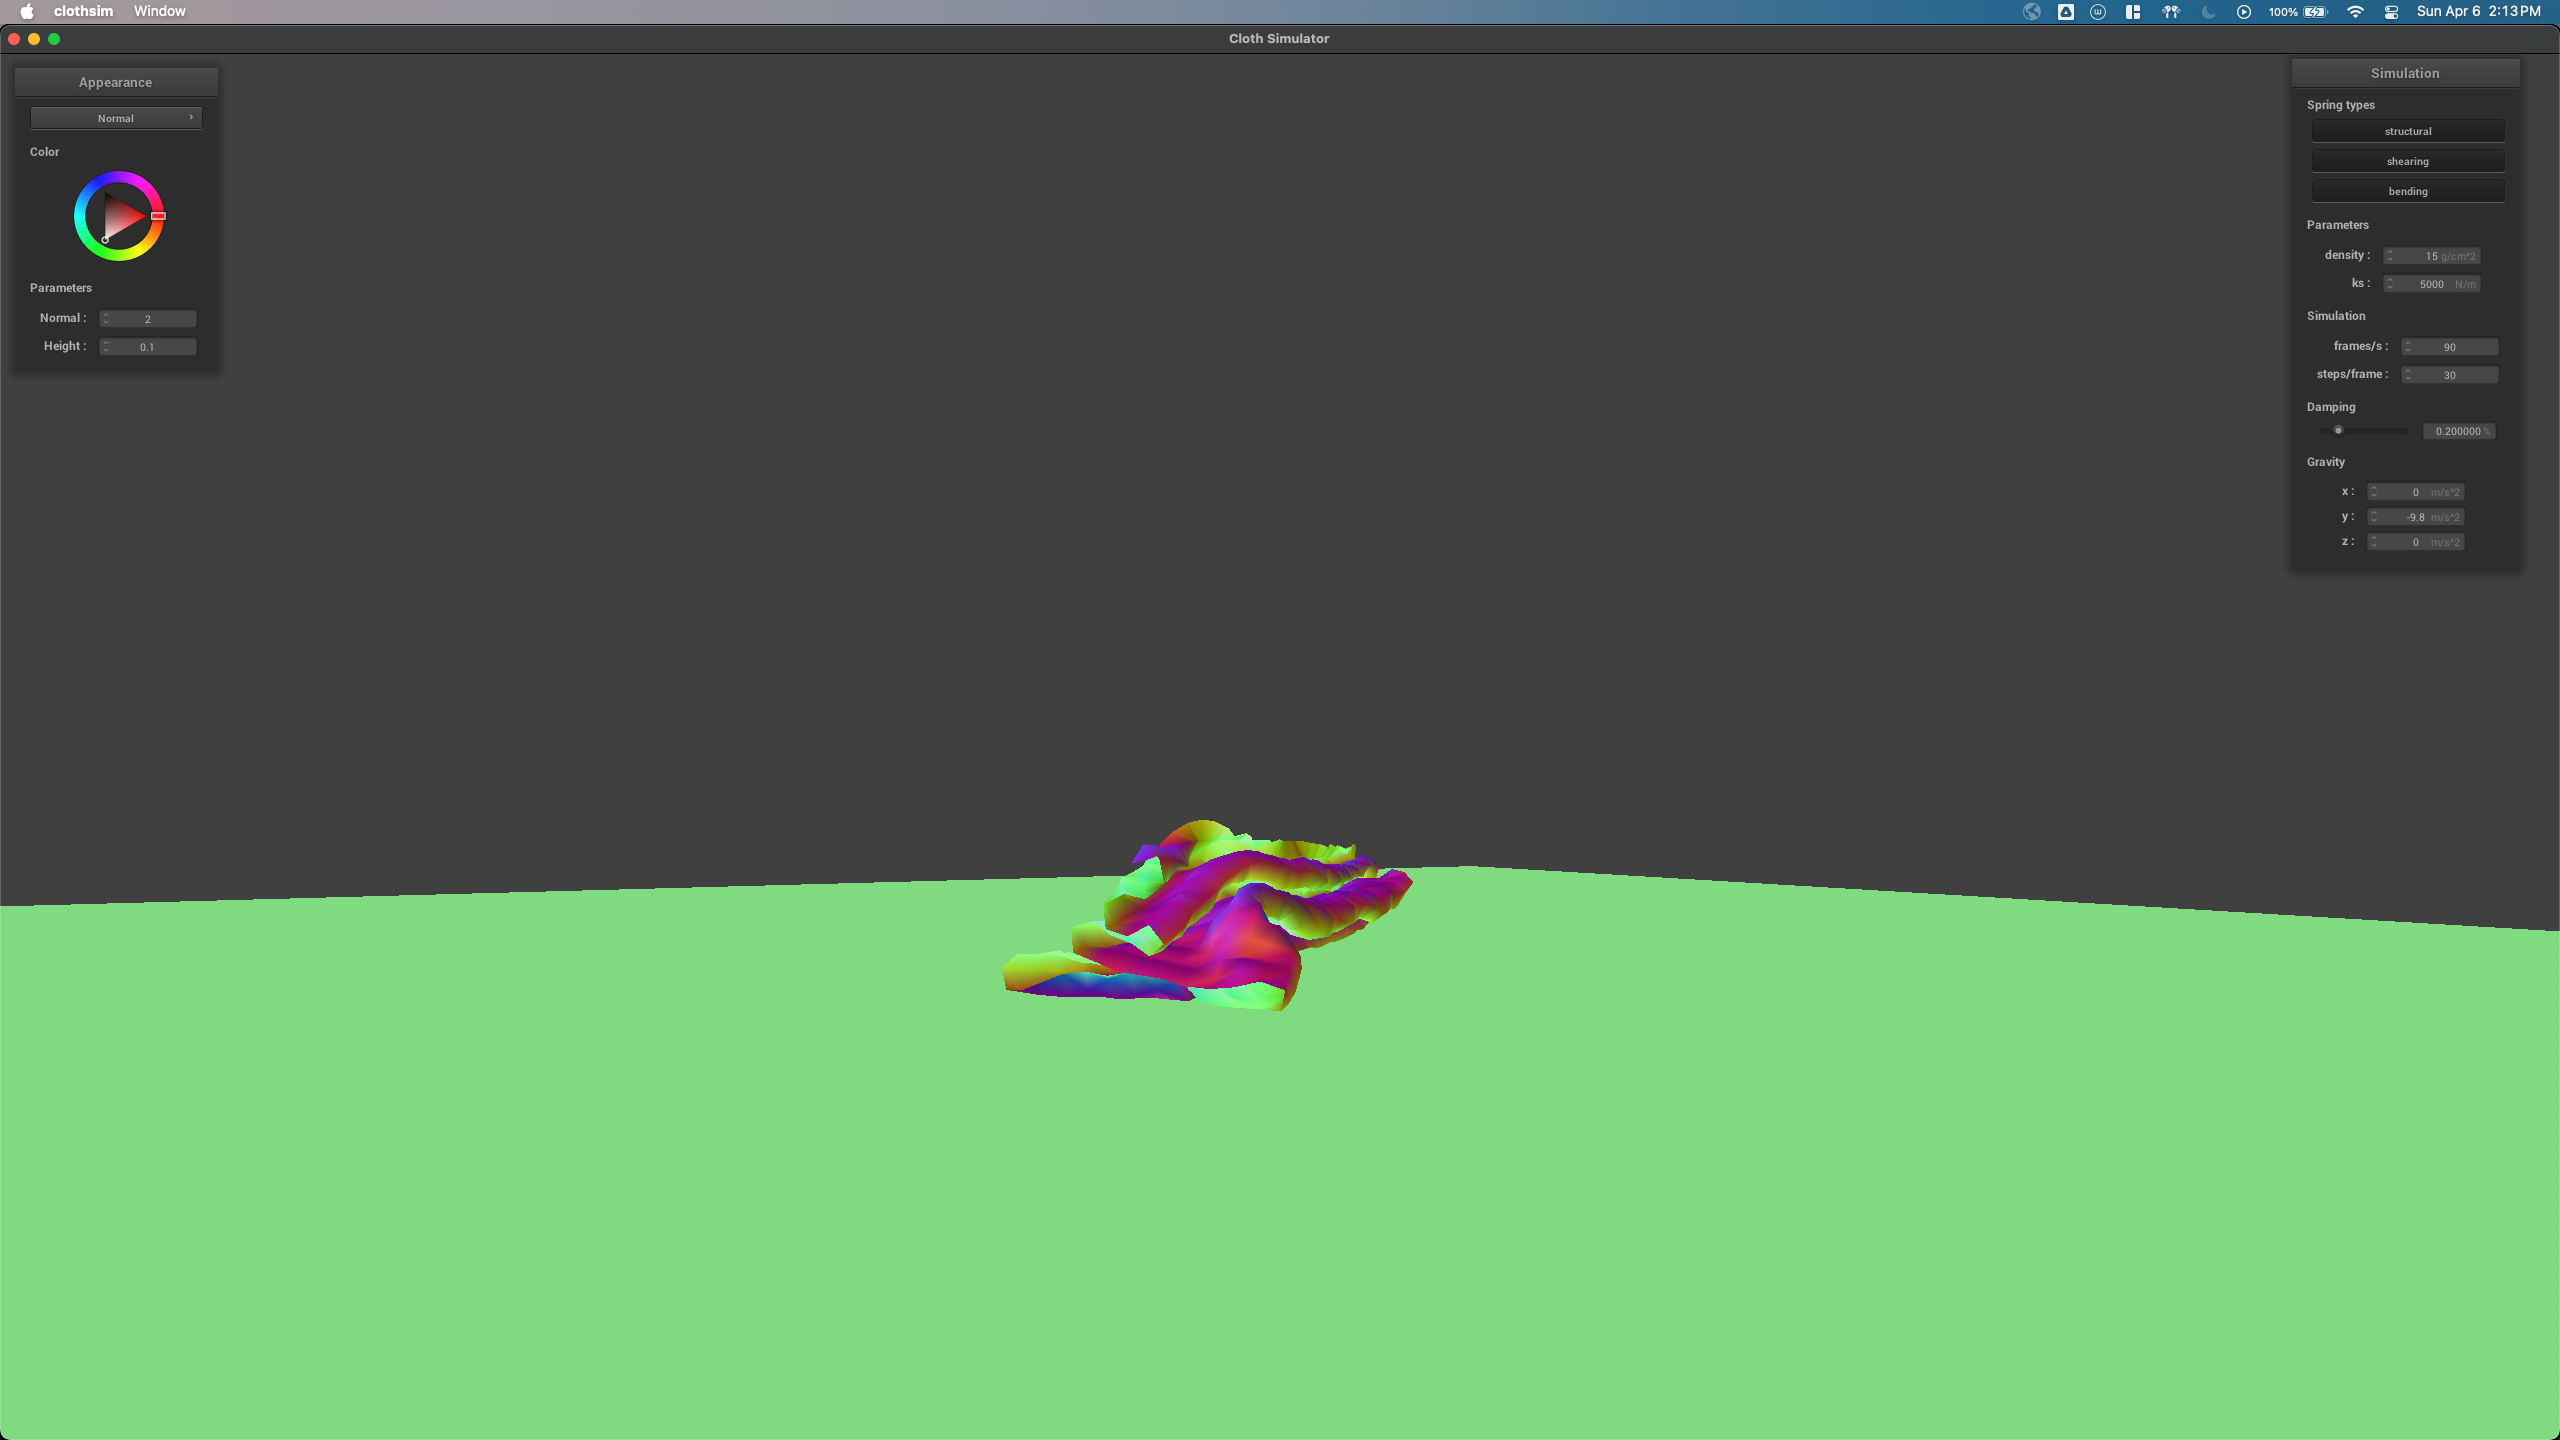 clothsim Window 100% Sun Apr 6 2:13 PM
Cloth Simulator
Appearance
Normal
Color
Parameters
Normal : 2
Height : 0.1
Simulation
Spring types
structural
shearing
bending
Parameters
density : 15 g/cm^2
ks : 5000 N/m
Simulation
frames/s : 90
steps/frame : 30
Damping
0.200000 %
Gravity
x : 0 m/s^2
y : -9.8 m/s^2
z : 0 m/s^2